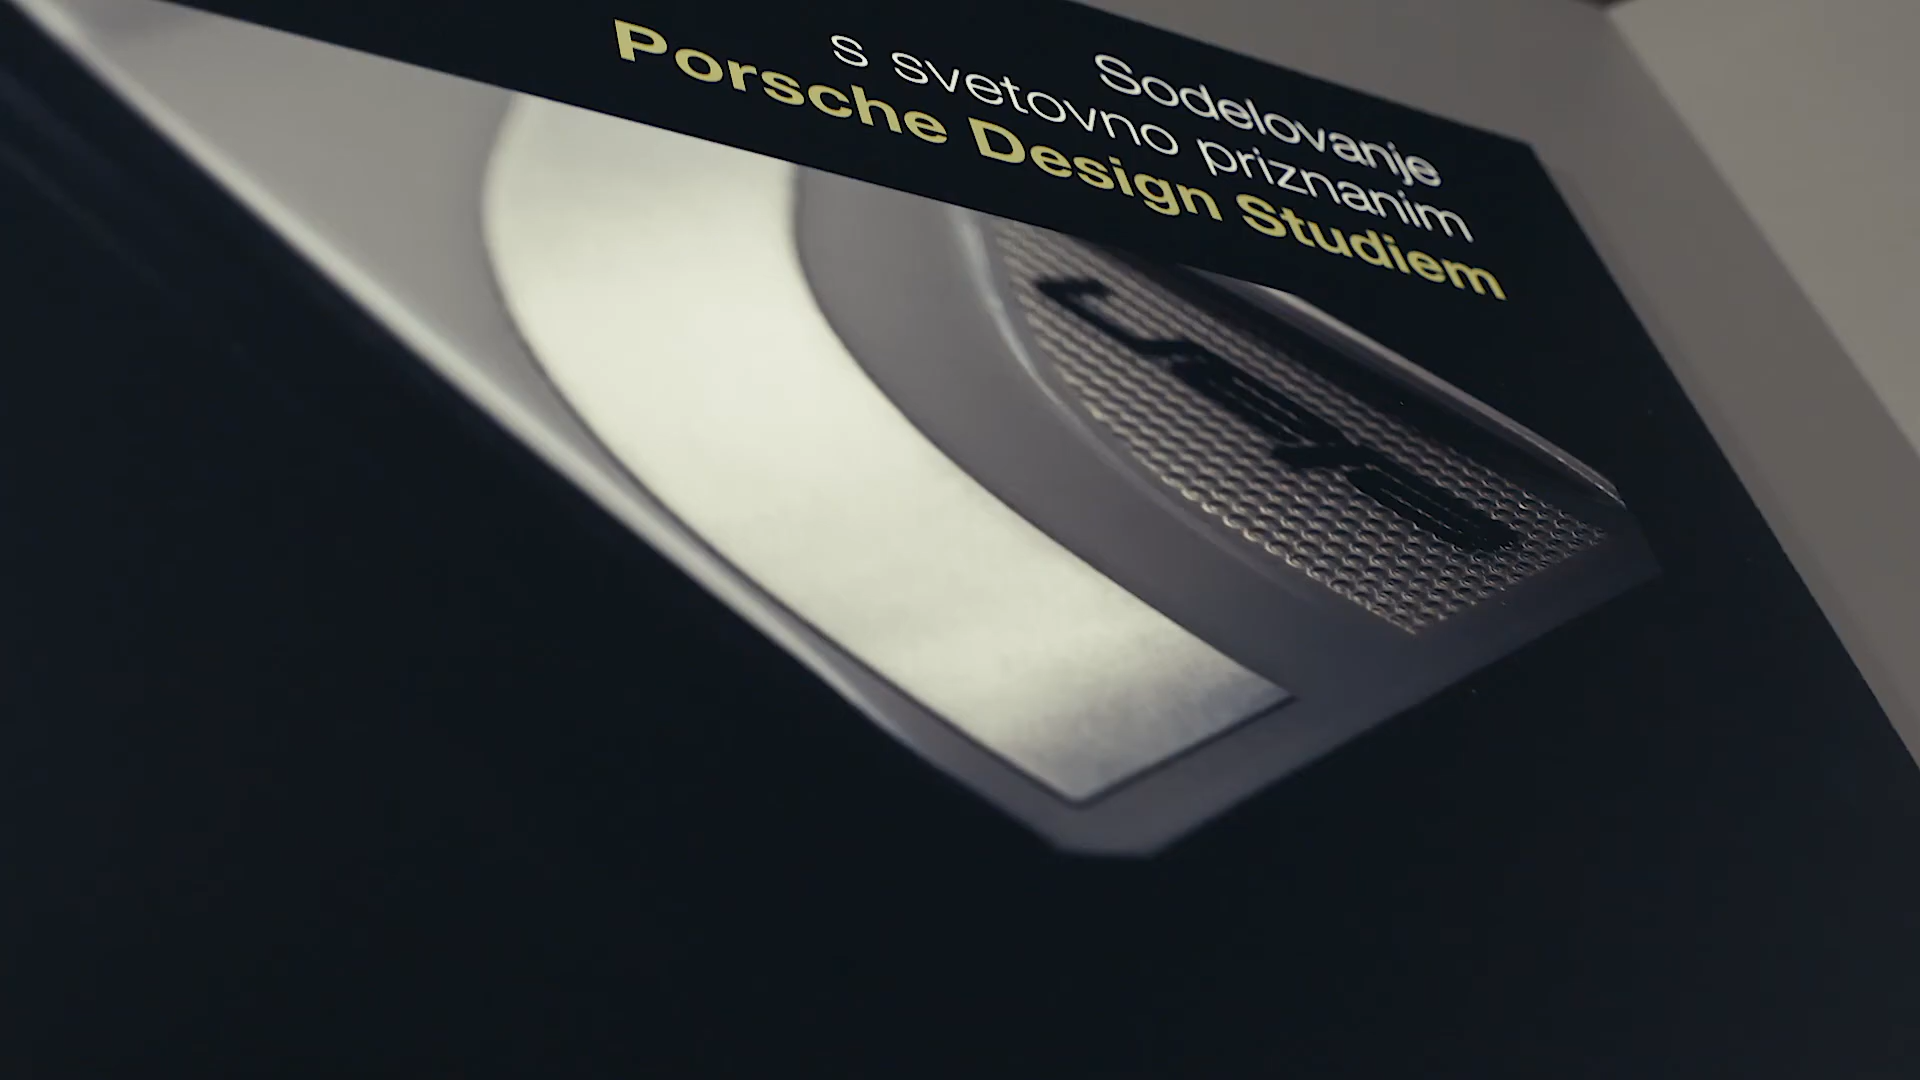 Sodelovanje
s svetovno priznanim
Porsche Design Studiem